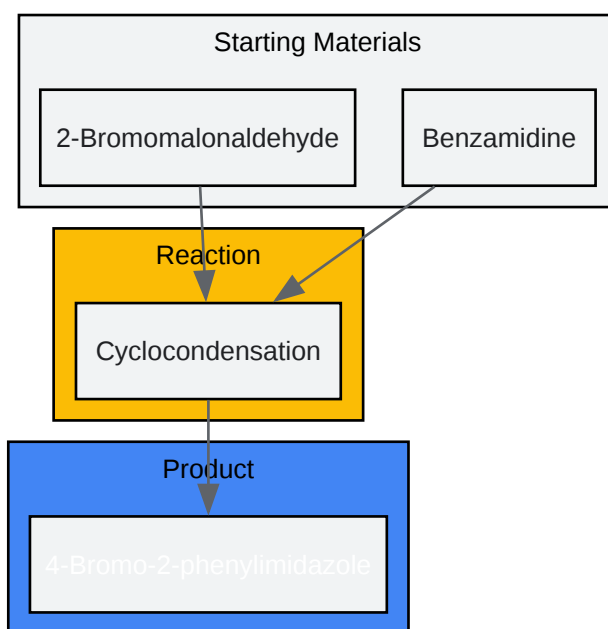 Starting Materials
2-Bromomalonaldehyde
Benzamidine
Reaction
Cyclocondensation
Product
4-Bromo-2-phenylimidazole